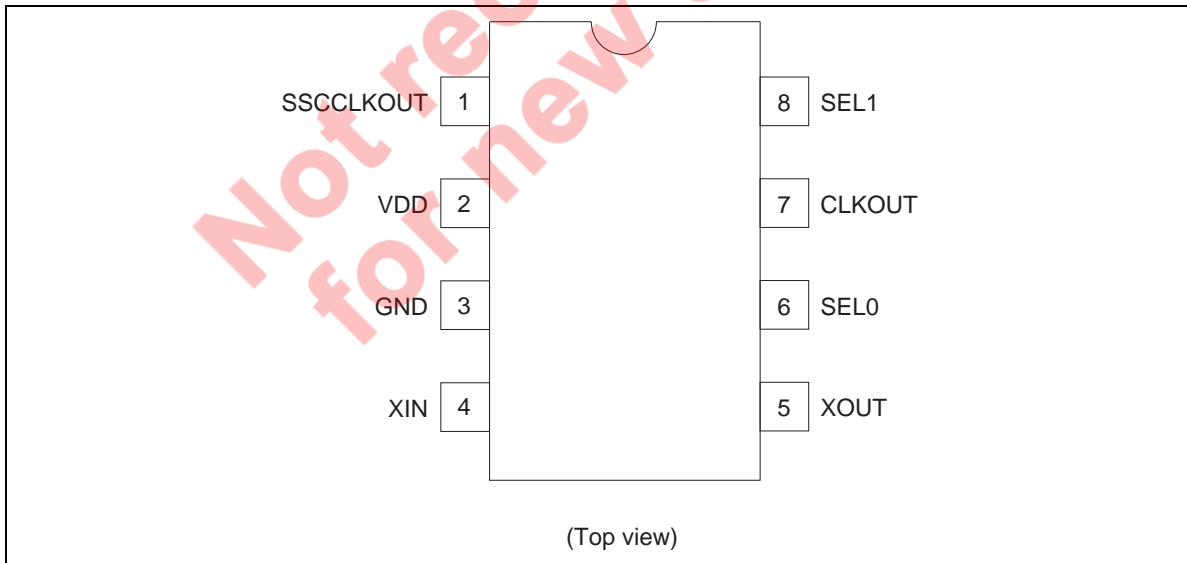 Not rec
for new
SSCCLKOUT 1
VDD 2
GND 3
XIN 4
8 SEL1
7 CLKOUT
6 SEL0
5 XOUT
(Top view)